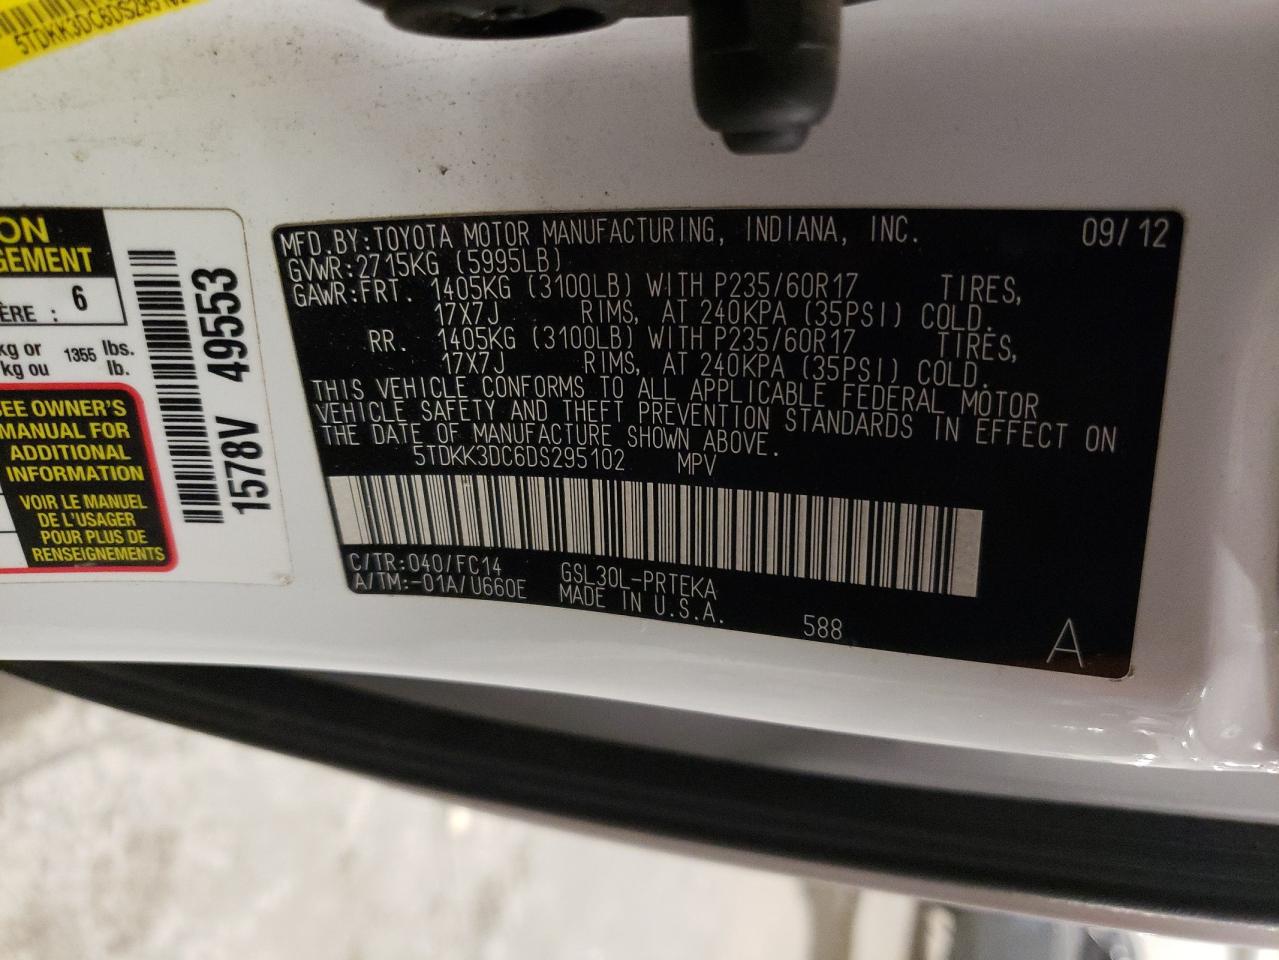 5TDKK3DC6DS295102
ON
GEMENT
ÈRE : 6
kg or 1355 lbs.
kg ou lb.
SEE OWNER'S
MANUAL FOR
ADDITIONAL
INFORMATION
VOIR LE MANUEL
DE L'USAGER
POUR PLUS DE
RENSEIGNEMENTS
1578V 49553
MFD.BY:TOYOTA MOTOR MANUFACTURING, INDIANA, INC. 09/12
GVWR:2715KG (5995LB)
GAWR:FRT. 1405KG (3100LB) WITH P235/60R17 TIRES,
17X7J RIMS, AT 240KPA (35PSI) COLD.
RR. 1405KG (3100LB) WITH P235/60R17 TIRES,
17X7J RIMS, AT 240KPA (35PSI) COLD.
THIS VEHICLE CONFORMS TO ALL APPLICABLE FEDERAL MOTOR
VEHICLE SAFETY AND THEFT PREVENTION STANDARDS IN EFFECT ON
THE DATE OF MANUFACTURE SHOWN ABOVE.
5TDKK3DC6DS295102 MPV
C/TR:040/FC14 GSL30L-PRTEKA
A/TM:-01A/U660E MADE IN U.S.A.
588
A